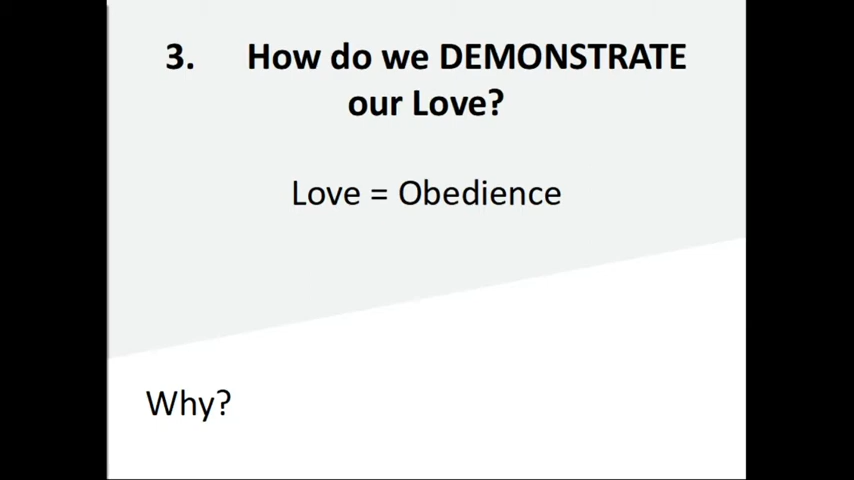 3. How do we DEMONSTRATE
our Love?
Love = Obedience
Why?